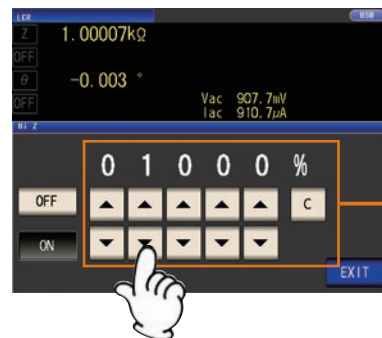 LCR USB
Z 1.00007kΩ
OFF
θ -0.003 °
OFF Vac 907.7mV
Iac 910.7μA
Hi Z
0 1 0 0 0 %
OFF C
ON
EXIT